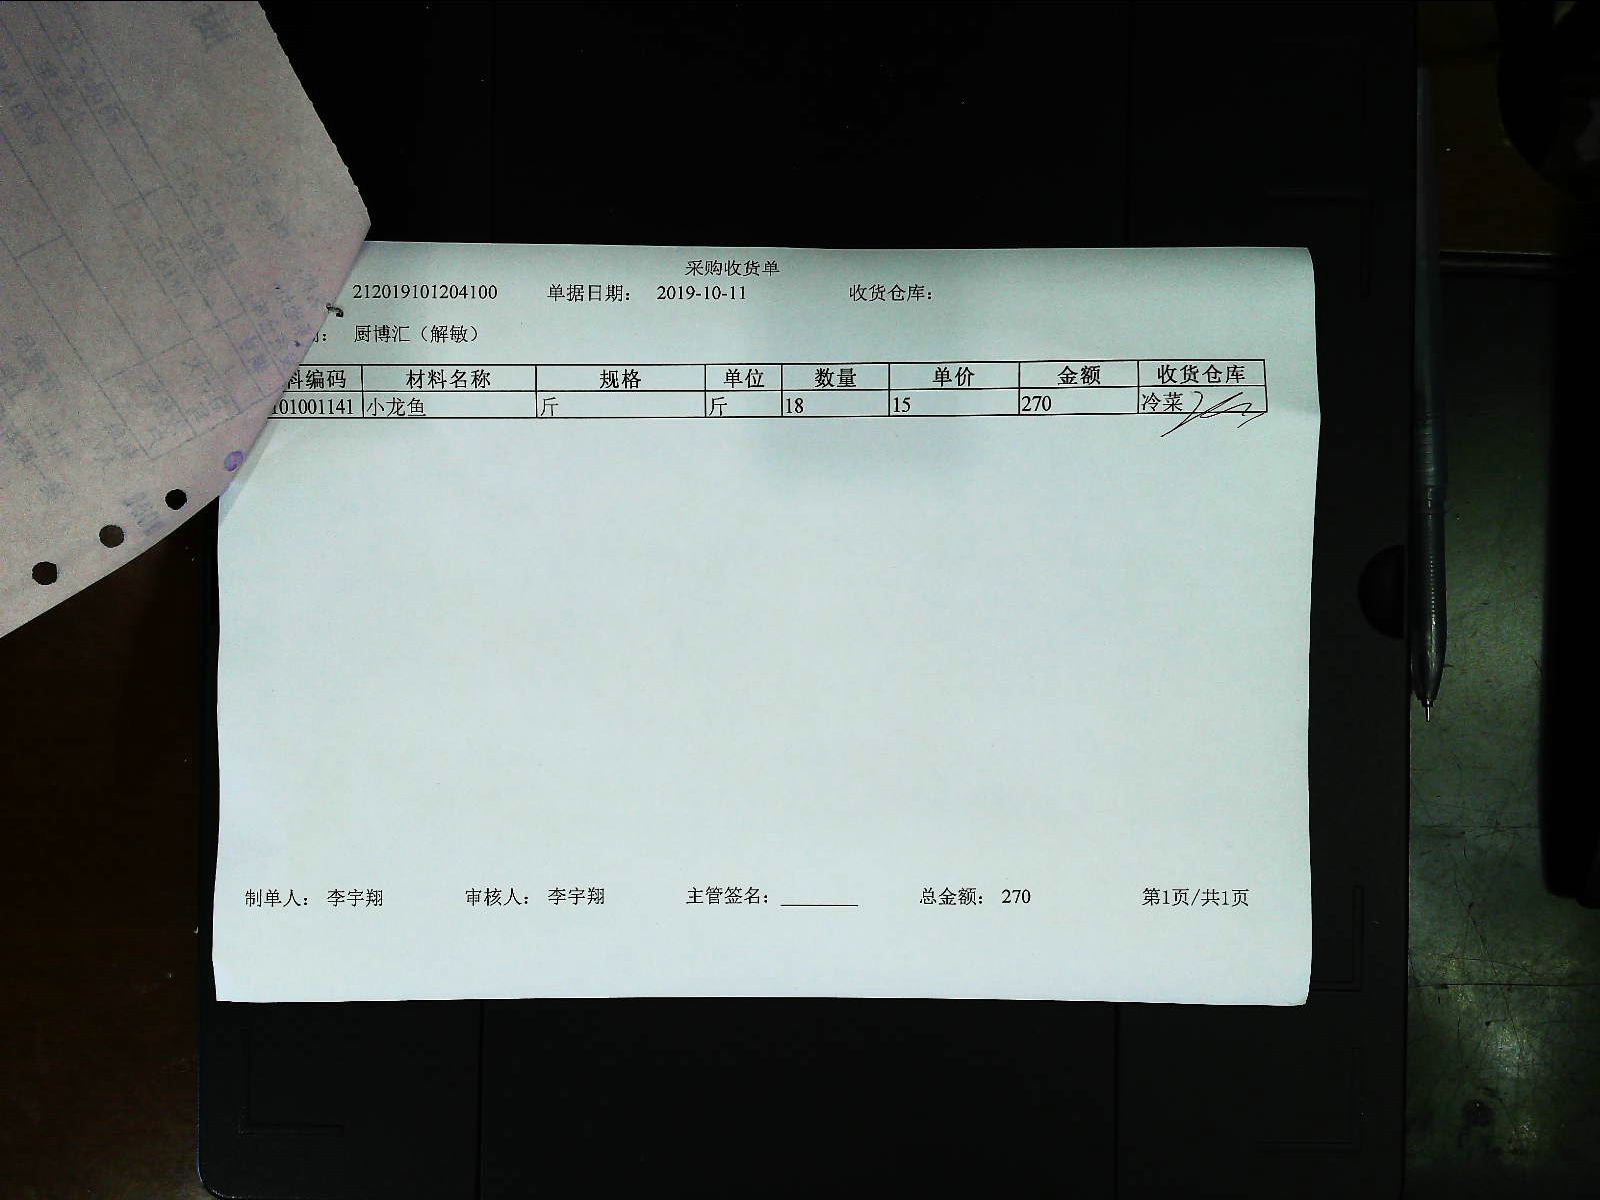 采购收货单
212019101204100 单据日期： 2019-10-11 收货仓库：
： 厨博汇（解敏）
料编码 材料名称 规格 单位 数量 单价 金额 收货仓库
101001141 小龙鱼 斤 斤 18 15 270 冷菜
制单人： 李宇翔 审核人： 李宇翔 主管签名： 总金额： 270 第1页/共1页